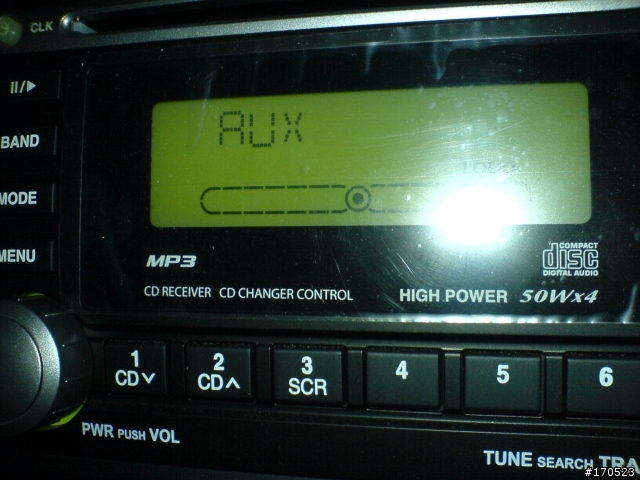 CLK
BAND
MODE
MENU
AUX
MP3
COMPACT
disc
DIGITAL AUDIO
CD RECEIVER CD CHANGER CONTROL
HIGH POWER 50Wx4
1
CD
2
CD
3
SCR
4
5
6
PWR PUSH VOL
TUNE SEARCH TRA
#170523